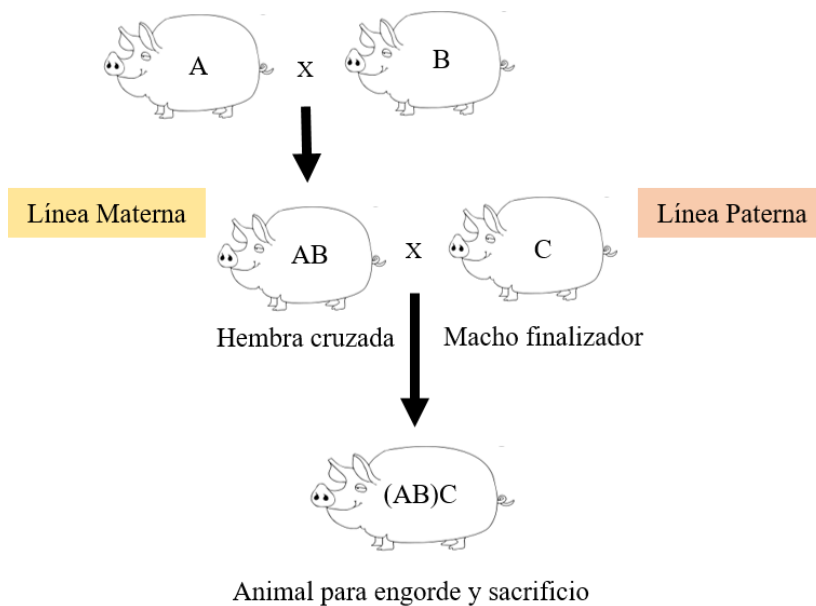 A X B
Línea Materna
Línea Paterna
AB X C
Hembra cruzada
Macho finalizador
(AB)C
Animal para engorde y sacrificio